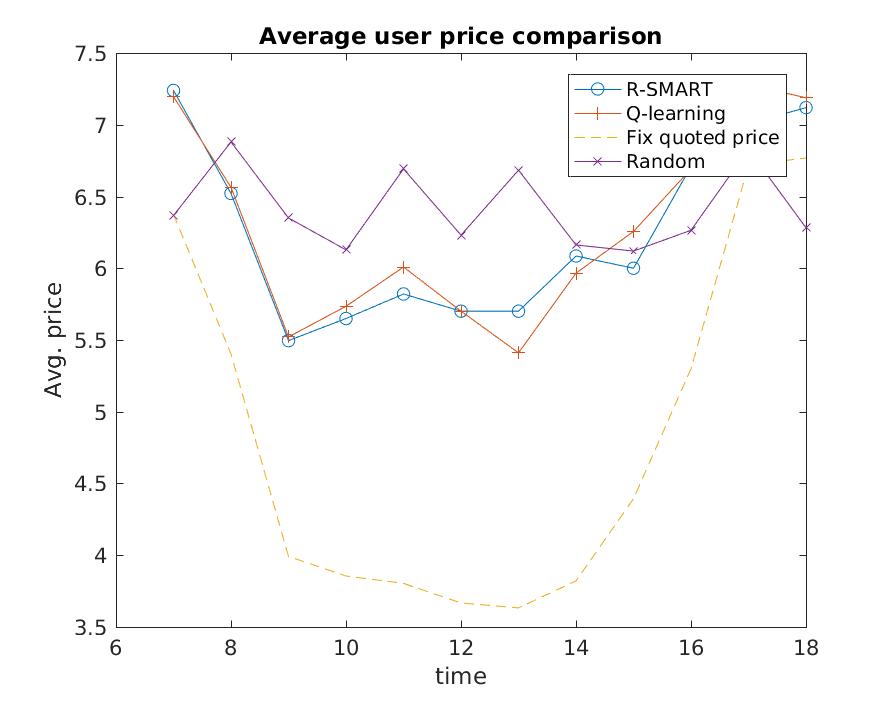 Average user price comparison
7.5
7
6.5
6
5.5
5
4.5
4
3.5
Avg. price
R-SMART
Q-learning
Fix quoted price
Random
6 8 10 12 14 16 18
time